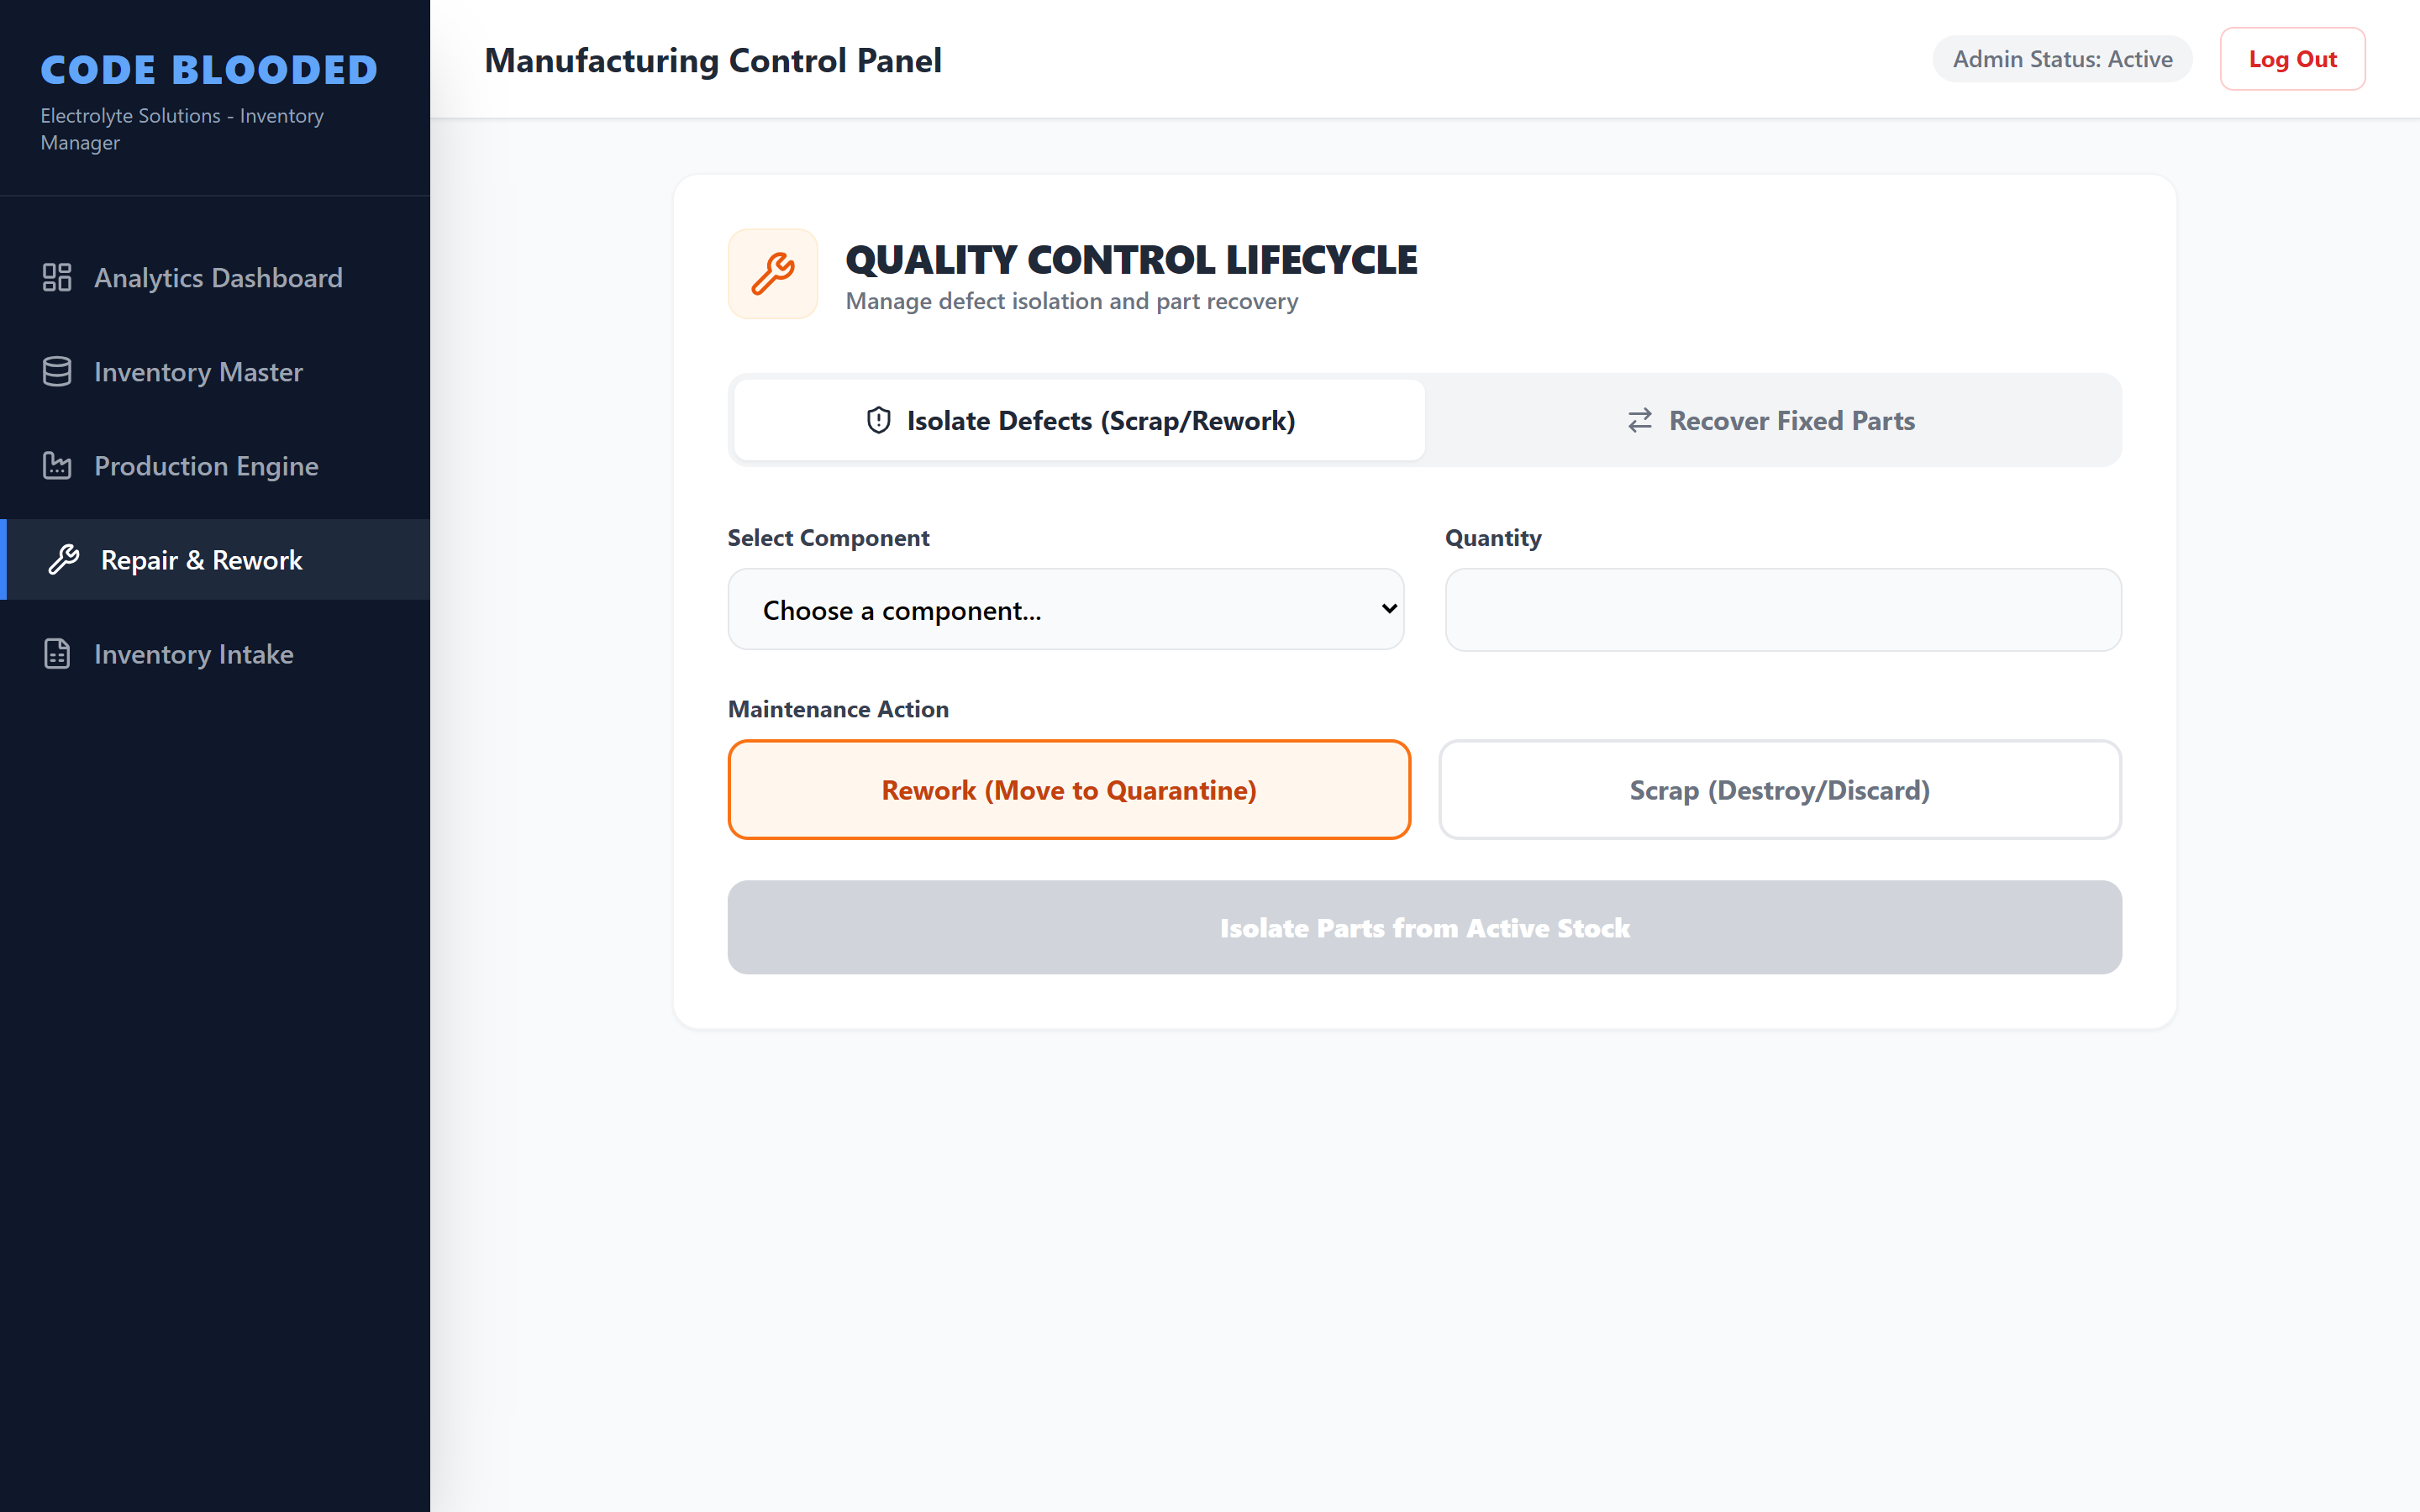 CODE BLOODED
Electrolyte Solutions - Inventory
Manager
Analytics Dashboard
Inventory Master
Production Engine
Repair & Rework
Inventory Intake
Manufacturing Control Panel
Admin Status: Active
Log Out
QUALITY CONTROL LIFECYCLE
Manage defect isolation and part recovery
Isolate Defects (Scrap/Rework)
Recover Fixed Parts
Select Component
Quantity
Choose a component...
Maintenance Action
Rework (Move to Quarantine)
Scrap (Destroy/Discard)
Isolate Parts from Active Stock